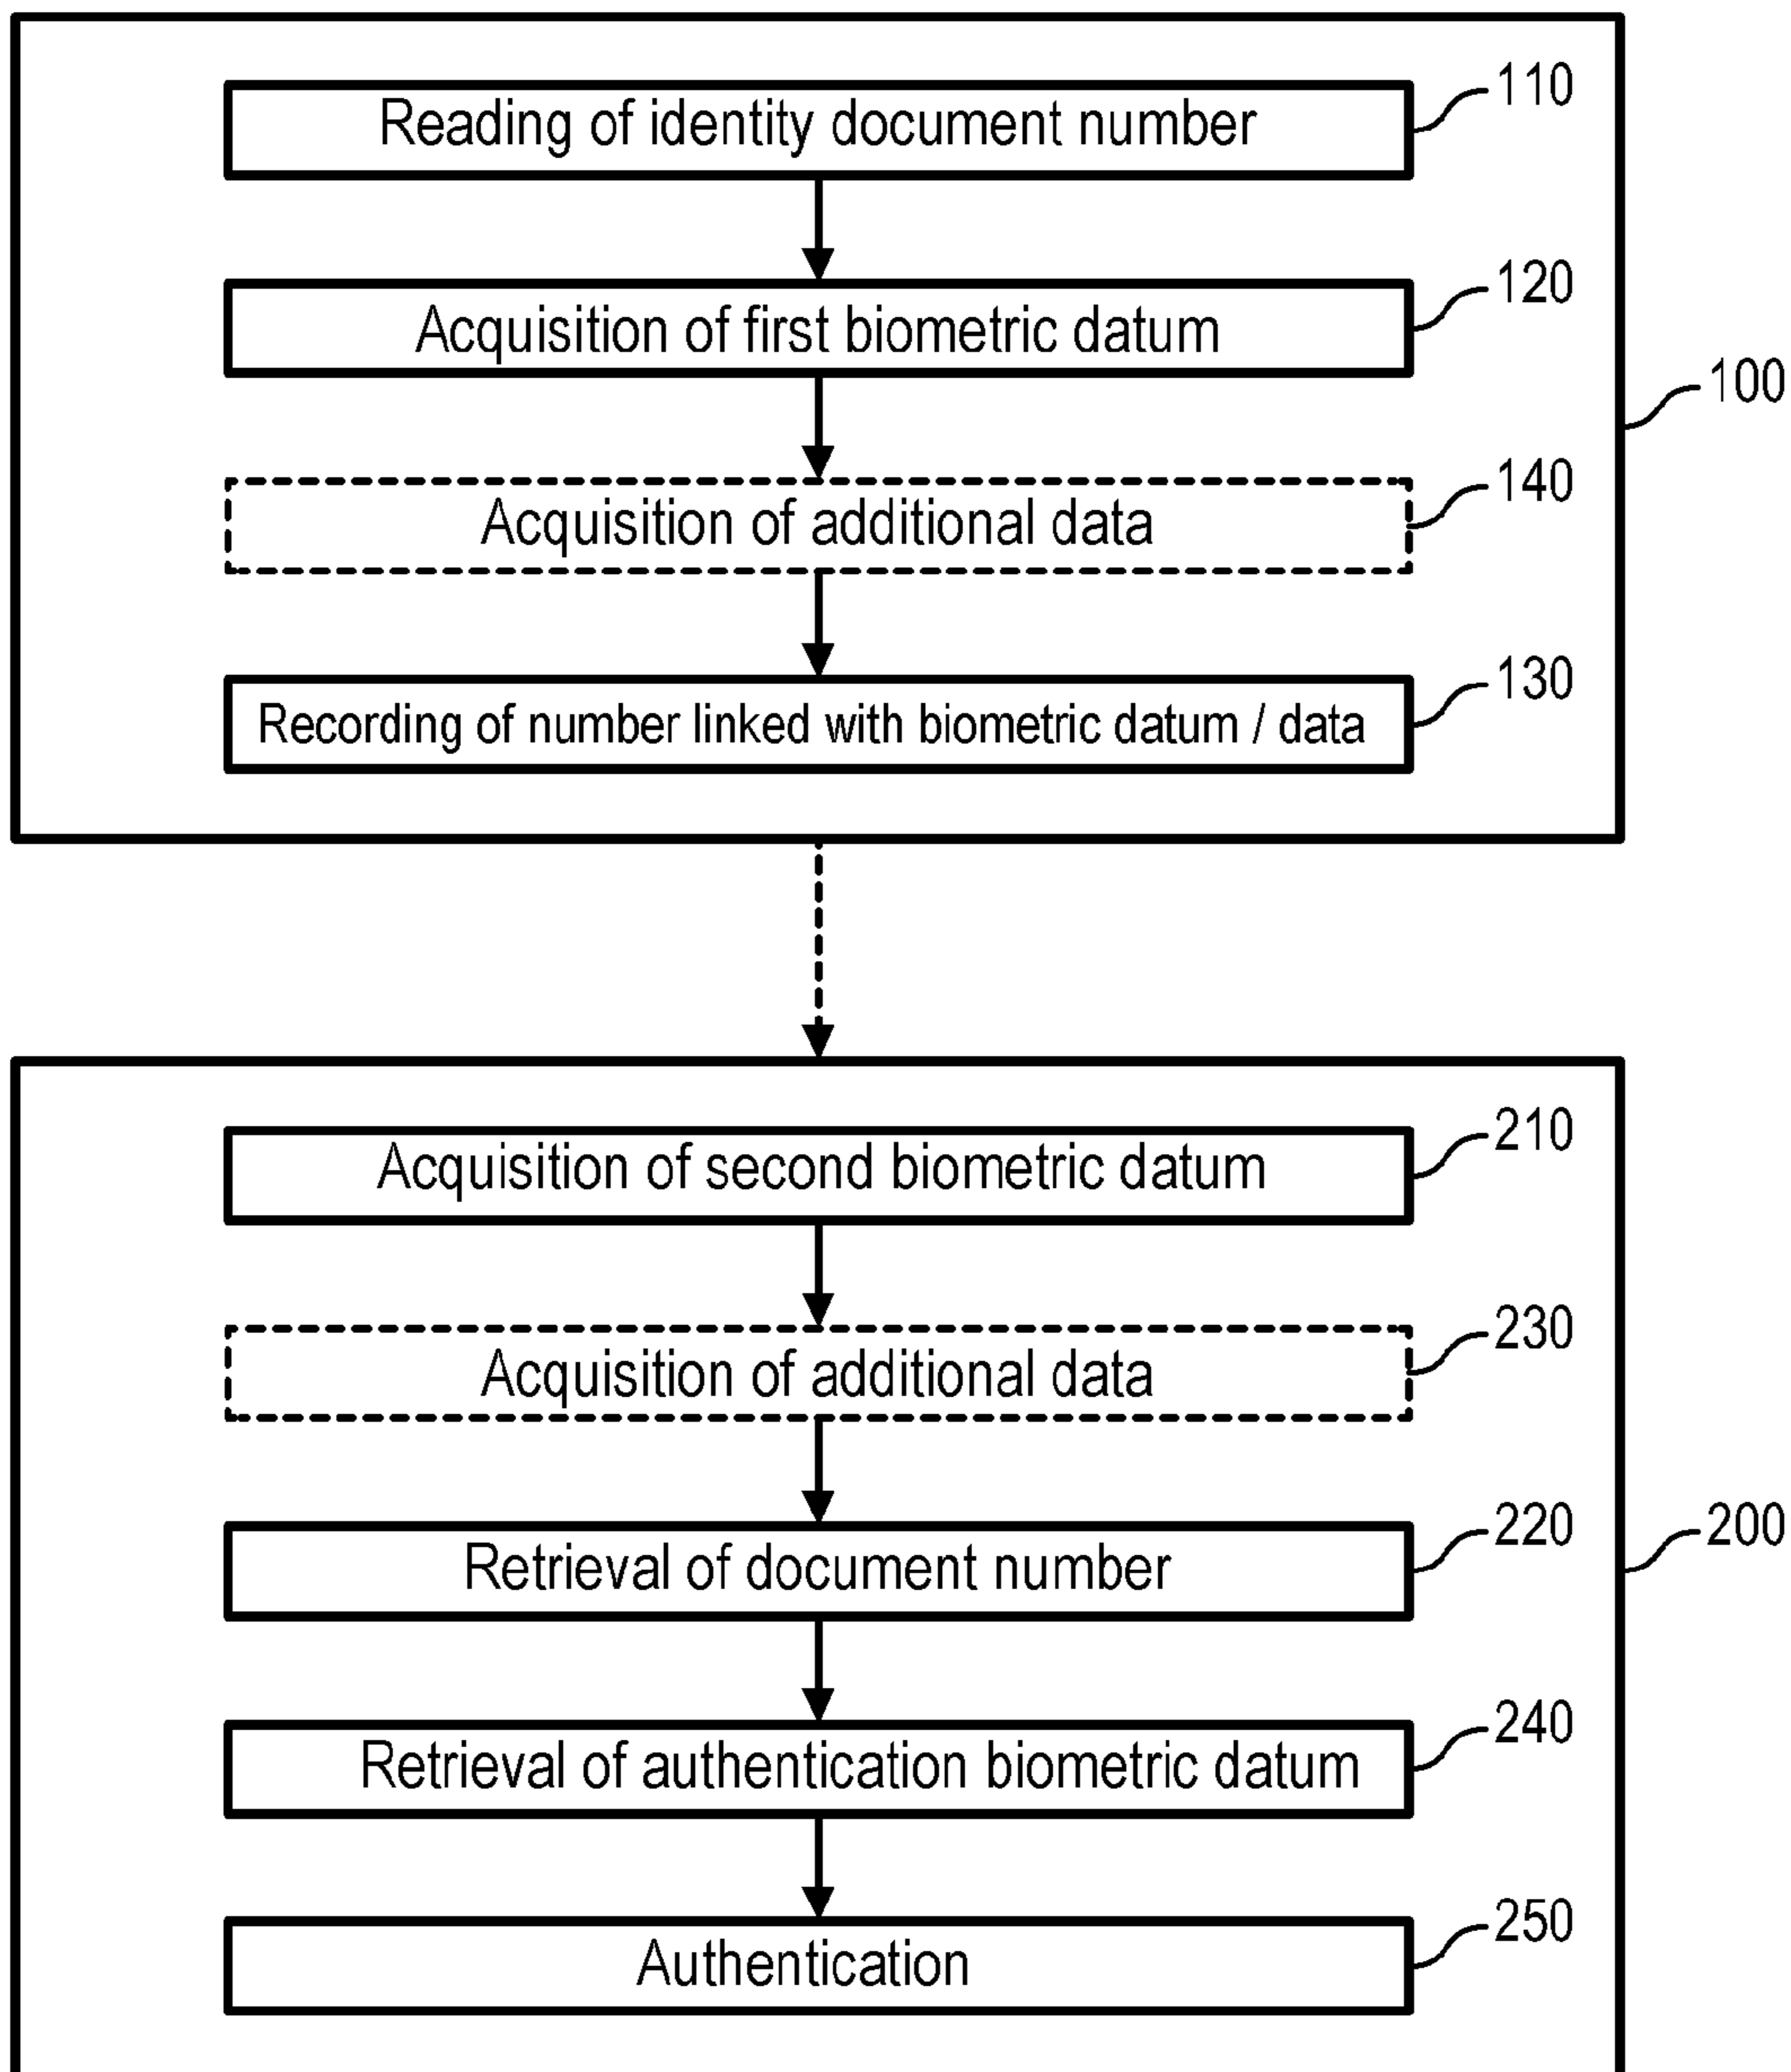 Reading of identity document number
110
Acquisition of first biometric datum
120
100
Acquisition of additional data
140
Recording of number linked with biometric datum / data
130
Acquisition of second biometric datum
210
Acquisition of additional data
230
Retrieval of document number
220
200
Retrieval of authentication biometric datum
240
Authentication
250